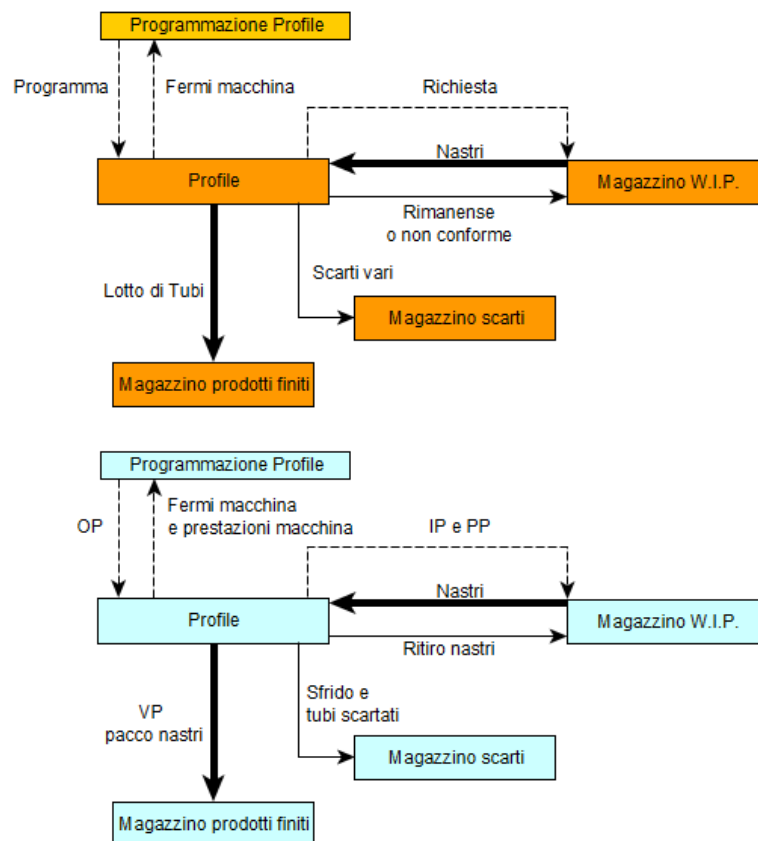 Programmazione Profile
Programma
Fermi macchina
Richiesta
Nastri
Profile
Magazzino W.I.P.
Rimanense
o non conforme
Scarti vari
Lotto di Tubi
Magazzino scarti
Magazzino prodotti finiti
Programmazione Profile
OP
Fermi macchina
e prestazioni macchina
IP e PP
Nastri
Profile
Magazzino W.I.P.
Ritiro nastri
Sfrido e
tubi scartati
VP
pacco nastri
Magazzino scarti
Magazzino prodotti finiti